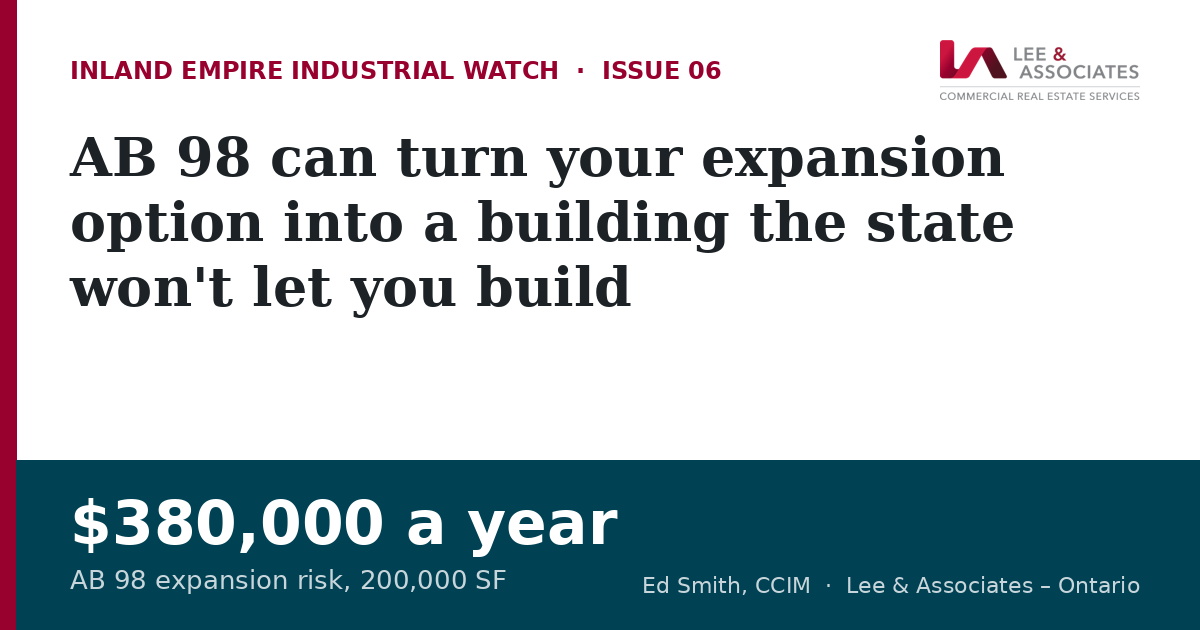 INLAND EMPIRE INDUSTRIAL WATCH · ISSUE 06
LEE &
ASSOCIATES
COMMERCIAL REAL ESTATE SERVICES
AB 98 can turn your expansion
option into a building the state
won't let you build
$380,000 a year
AB 98 expansion risk, 200,000 SF
Ed Smith, CCIM · Lee & Associates – Ontario